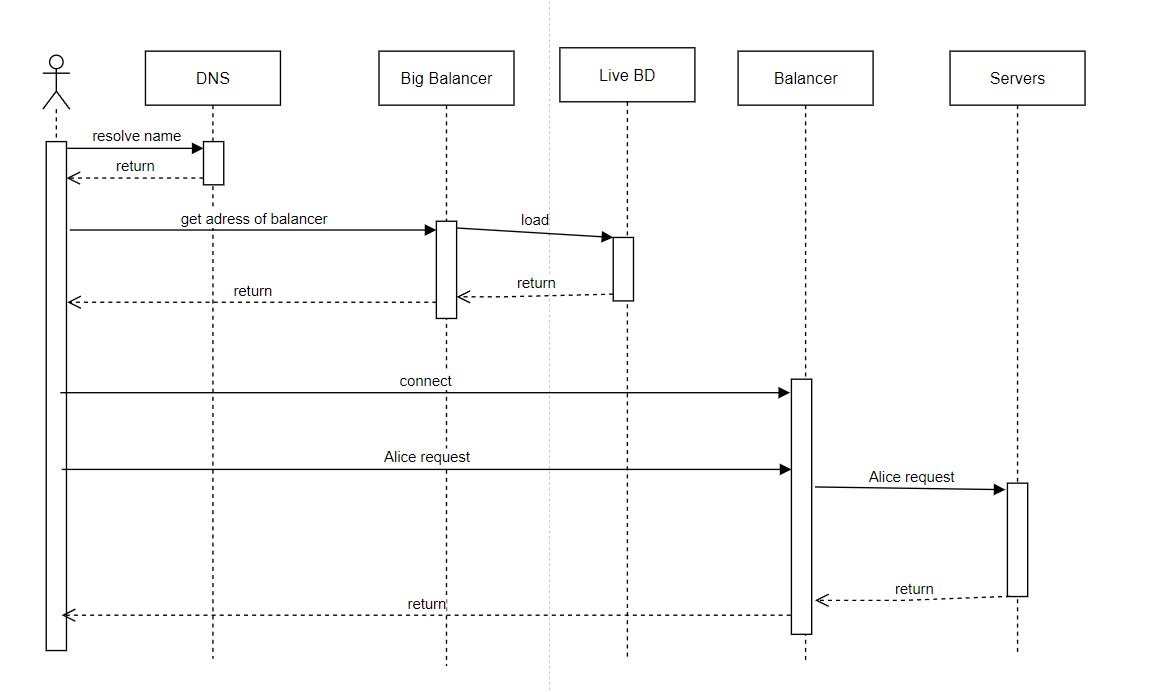 DNS
Big Balancer
Live BD
Balancer
Servers
resolve name
return
get adress of balancer
load
return
return
connect
Alice request
Alice request
return
return